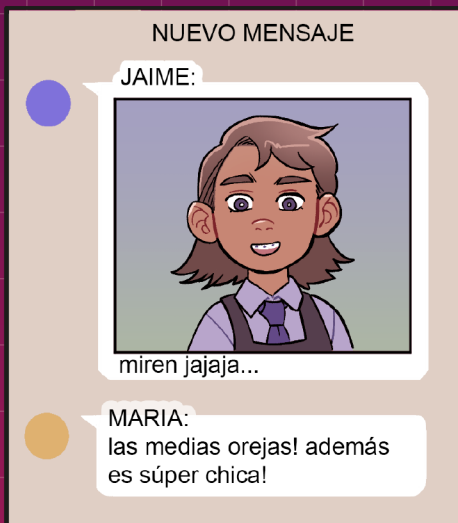 NUEVO MENSAJE
JAIME:
miren jajaja...
MARIA:
las medias orejas! además
es súper chica!